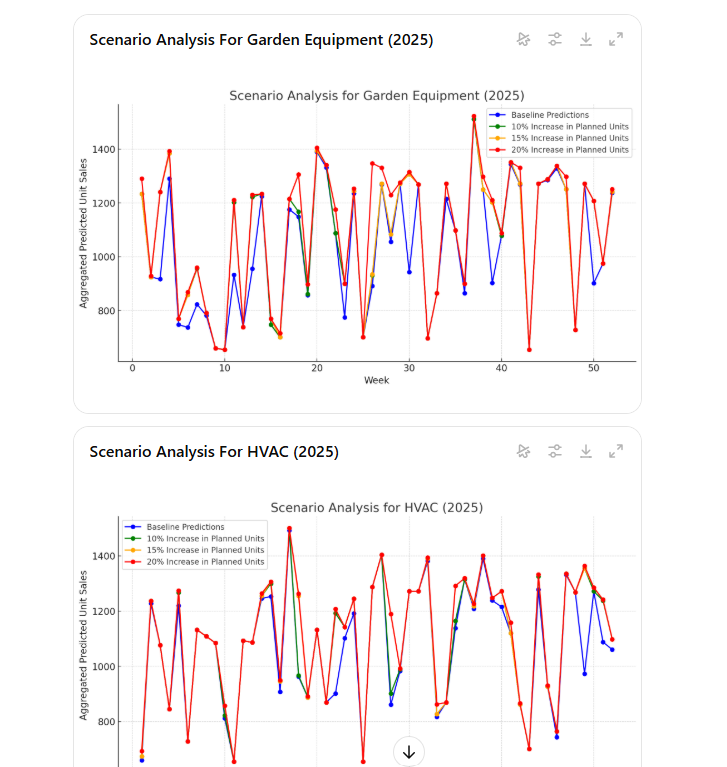 Scenario Analysis For Garden Equipment (2025)
Scenario Analysis for Garden Equipment (2025)
Baseline Predictions
10% Increase in Planned Units
15% Increase in Planned Units
20% Increase in Planned Units
Aggregated Predicted Unit Sales
1400
1200
1000
800
0 10 20 30 40 50
Week
Scenario Analysis For HVAC (2025)
Scenario Analysis for HVAC (2025)
Baseline Predictions
10% Increase in Planned Units
15% Increase in Planned Units
20% Increase in Planned Units
Aggregated Predicted Unit Sales
1400
1200
1000
800